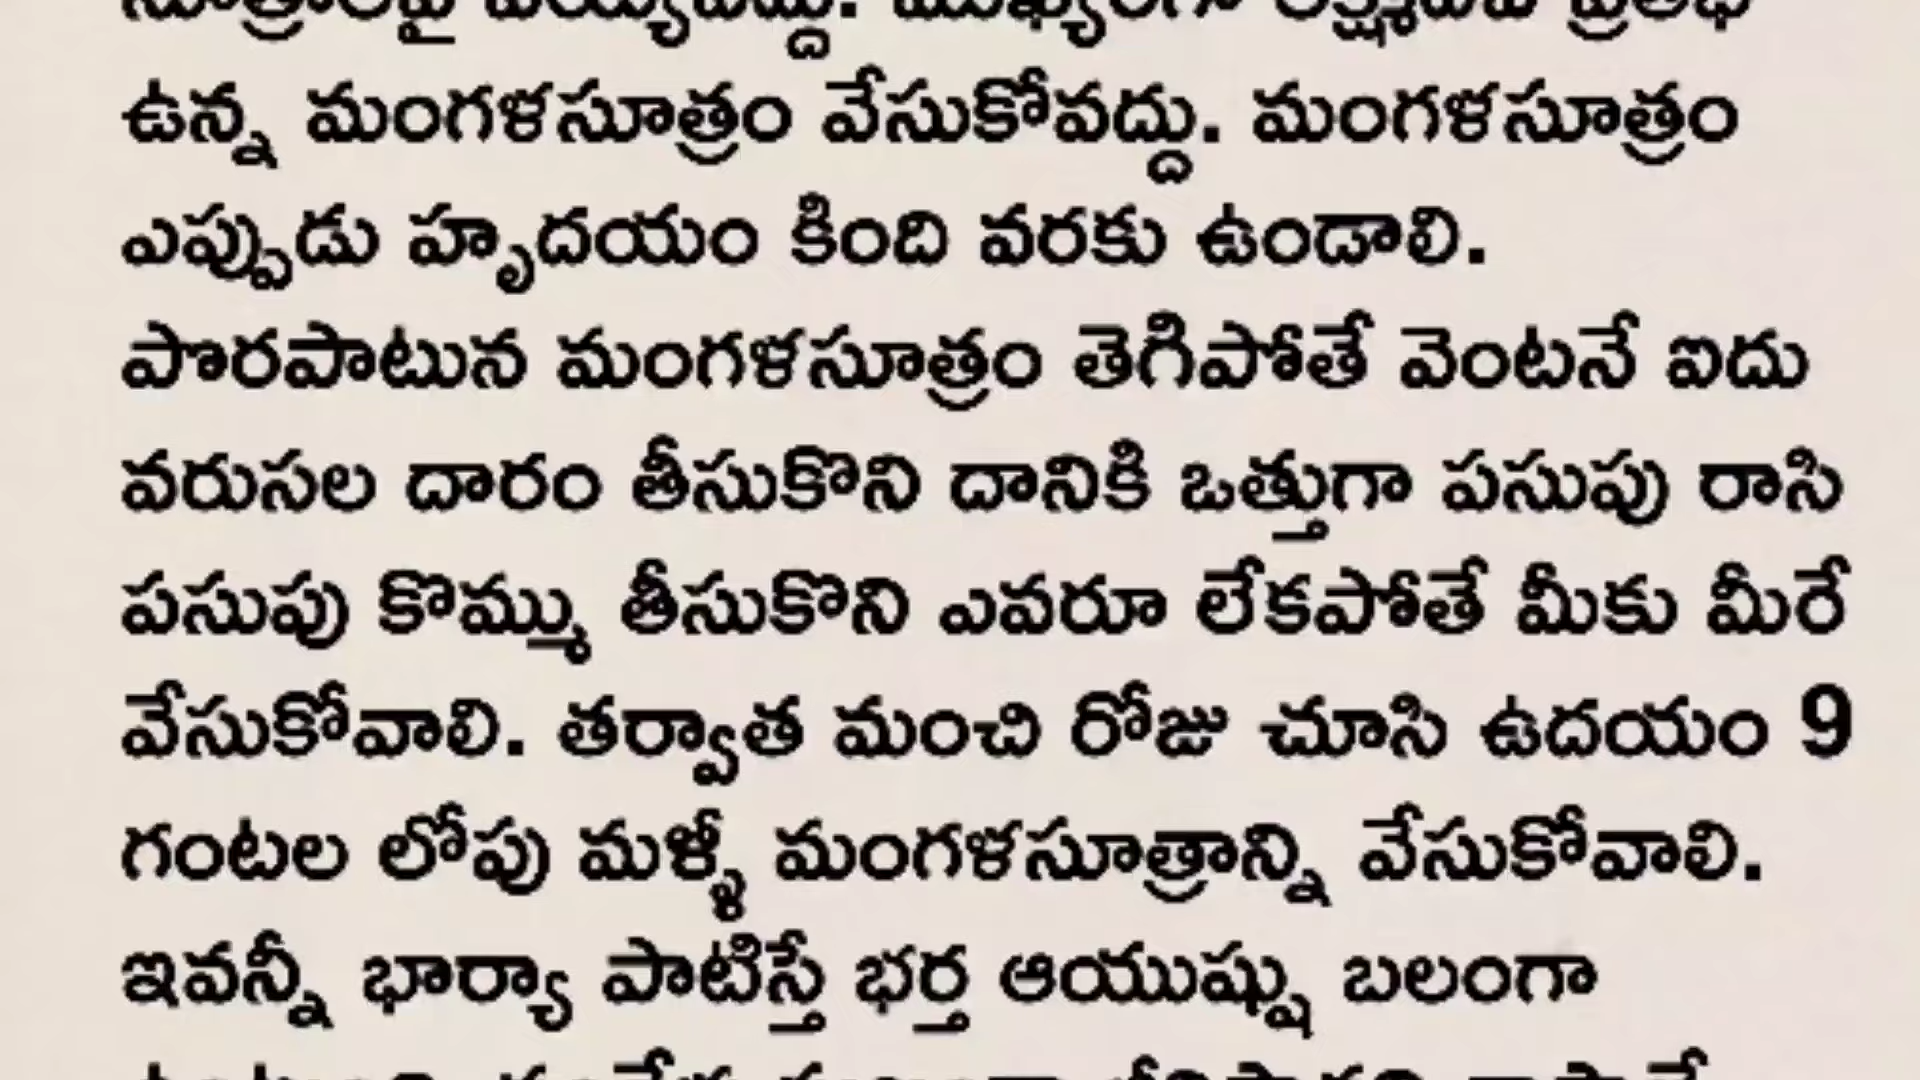 ఉన్న మంగళసూత్రం వేసుకోవద్దు. మంగళసూత్రం
ఎప్పుడు హృదయం కింది వరకు ఉండాలి.
పొరపాటున మంగళసూత్రం తెగిపోతే వెంటనే ఐదు
వరుసల దారం తీసుకొని దానికి ఒత్తుగా పసుపు రాసి
పసుపు కొమ్ము తీసుకొని ఎవరూ లేకపోతే మీకు మీరే
వేసుకోవాలి. తర్వాత మంచి రోజు చూసి ఉదయం 9
గంటల లోపు మళ్ళీ మంగళసూత్రాన్ని వేసుకోవాలి.
ఇవన్నీ భార్యా పాటిస్తే భర్త ఆయుష్షు బలంగా